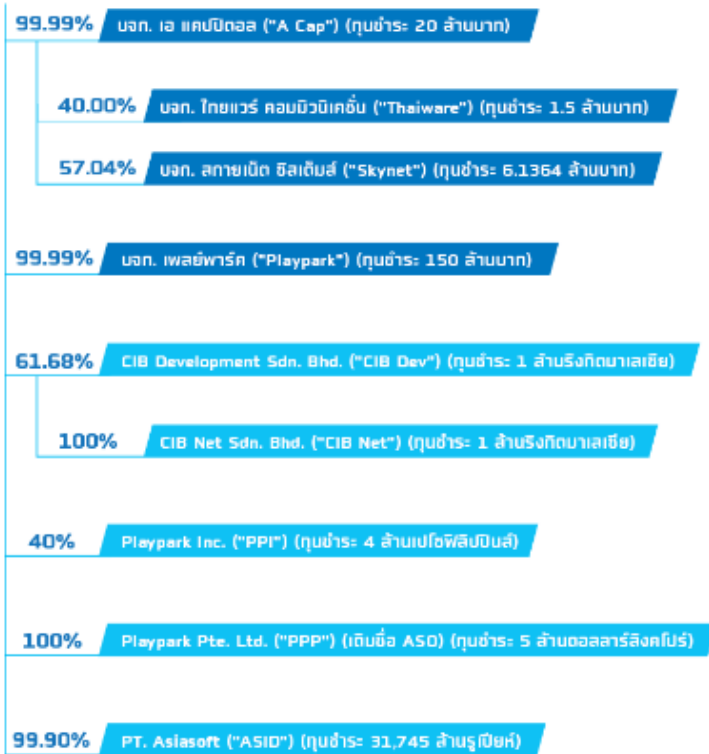 99.99% บจก. เอ แคปปิตอล ("A Cap") (ทุนชำระ 20 ล้านบาท)
40.00% บจก. ไทยแวร์ คอมมิวนิเคชั่น ("Thaiware") (ทุนชำระ 1.5 ล้านบาท)
57.04% บจก. สกายเน็ต ซิสเต็มส์ ("Skynet") (ทุนชำระ 6.1364 ล้านบาท)
99.99% บจก. เพลย์พาร์ค ("Playpark") (ทุนชำระ 150 ล้านบาท)
61.68% CIB Development Sdn. Bhd. ("CIB Dev") (ทุนชำระ 1 ล้านริงกิตมาเลเซีย)
100% CIB Net Sdn. Bhd. ("CIB Net") (ทุนชำระ 1 ล้านริงกิตมาเลเซีย)
40% Playpark Inc. ("PPI") (ทุนชำระ 4 ล้านเปโซฟิลิปปินส์)
100% Playpark Pte. Ltd. ("PPP") (เดิมชื่อ ASO) (ทุนชำระ 5 ล้านดอลลาร์สิงคโปร์)
99.90% PT. Asiasoft ("ASID") (ทุนชำระ 31,745 ล้านรูเปียห์)